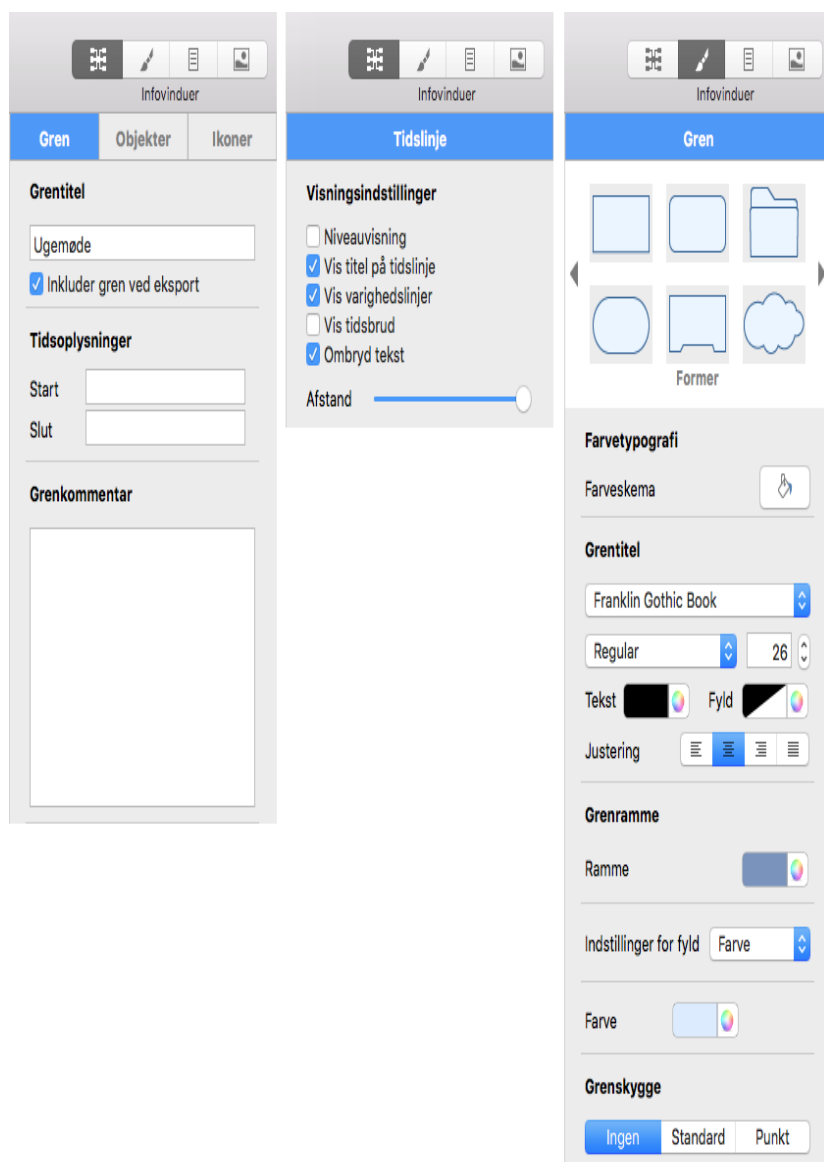 Infovinduer
Gren Objekter Ikoner
Grentitel
Ugemøde
Inkluder gren ved eksport
Tidsoplysninger
Start
Slut
Grenkommentar
Infovinduer
Tidslinje
Visningsindstillinger
Niveauvisning
Vis titel på tidslinje
Vis varighedslinjer
Vis tidsbrud
Ombryd tekst
Afstand
Infovinduer
Gren
Former
Farvetypografi
Farveskema
Grentitel
Franklin Gothic Book
Regular 26
Tekst Fyld
Justering
Grenramme
Ramme
Indstillinger for fyld Farve
Farve
Grenskygge
Ingen Standard Punkt